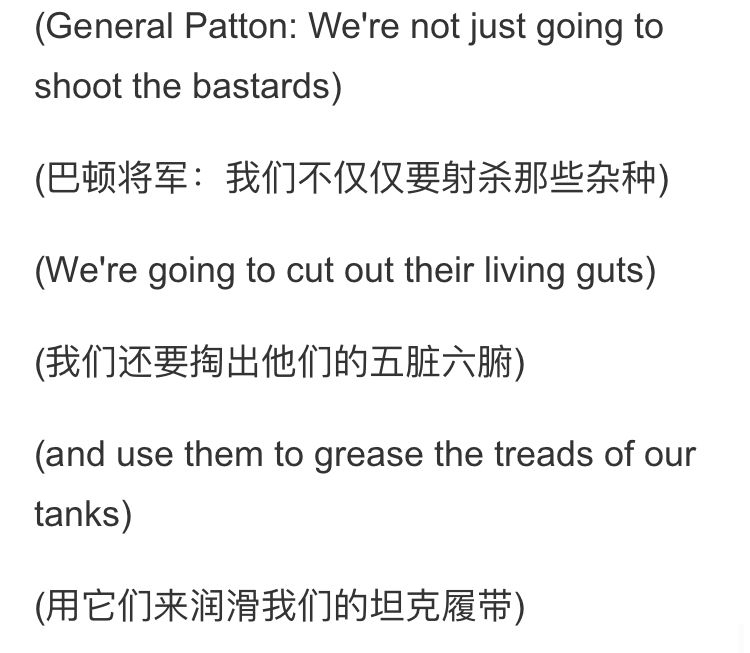 (General Patton: We're not just going to
shoot the bastards)
(巴顿将军：我们不仅仅要射杀那些杂种)
(We're going to cut out their living guts)
(我们还要掏出他们的五脏六腑)
(and use them to grease the treads of our
tanks)
(用它们来润滑我们的坦克履带)